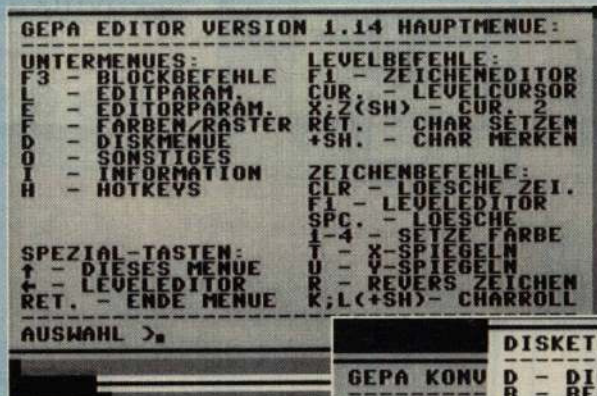 GEPA EDITOR VERSION 1.14 HAUPTMENUE:
UNTERMENUES:
F3 - BLOCKBEFEHLE
L - EDITPARAM.
E - EDITORPARAM.
F - FARBEN/RASTER
D - DISKMENUE
O - SONSTIGES
I - INFORMATION
H - HOTKEYS
SPEZIAL-TASTEN:
↑ - DIESES MENUE
← - LEVELEDITOR
RET. - ENDE MENUE
LEVELBEFEHLE:
F1 - ZEICHENEDITOR
CUR. - LEVELCURSOR
X;Z(SH) - CUR. 2
RET. - CHAR SETZEN
+SH. - CHAR MERKEN
ZEICHENBEFEHLE:
CLR - LOESCHE ZEI.
F1 - LEVELEDITOR
SPC. - LOESCHE
1-4 - SETZE FARBE
T - X-SPIEGELN
U - Y-SPIEGELN
R - REVERS ZEICHEN
K;L(+SH)- CHARROLL
AUSWAHL >
GEPA KONV
DISKET
D - DI
B - BE